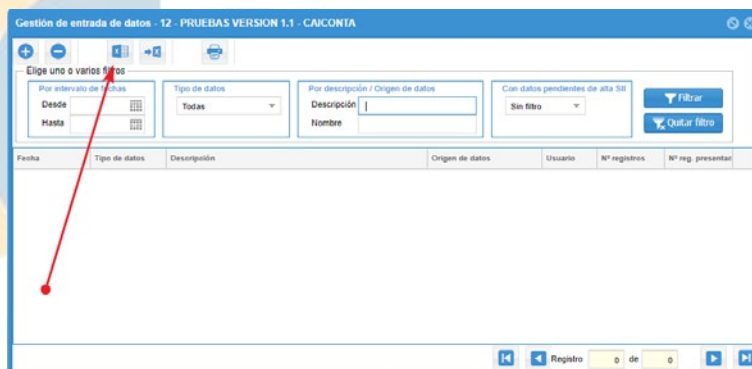 Gestión de entrada de datos - 12 - PRUEBAS VERSION 1.1 - CAICONTA
Elige uno o varios filtros
Por intervalo de fechas
Tipo de datos
Por descripción / Origen de datos
Con datos pendientes de alta SII
Desde
Todas
Descripción
Sin filtro
Filtrar
Hasta
Nombre
Quitar filtro
Fecha
Tipo de datos
Descripción
Origen de datos
Usuario
Nº registros
Nº reg. presentad
Registro 0 de 0